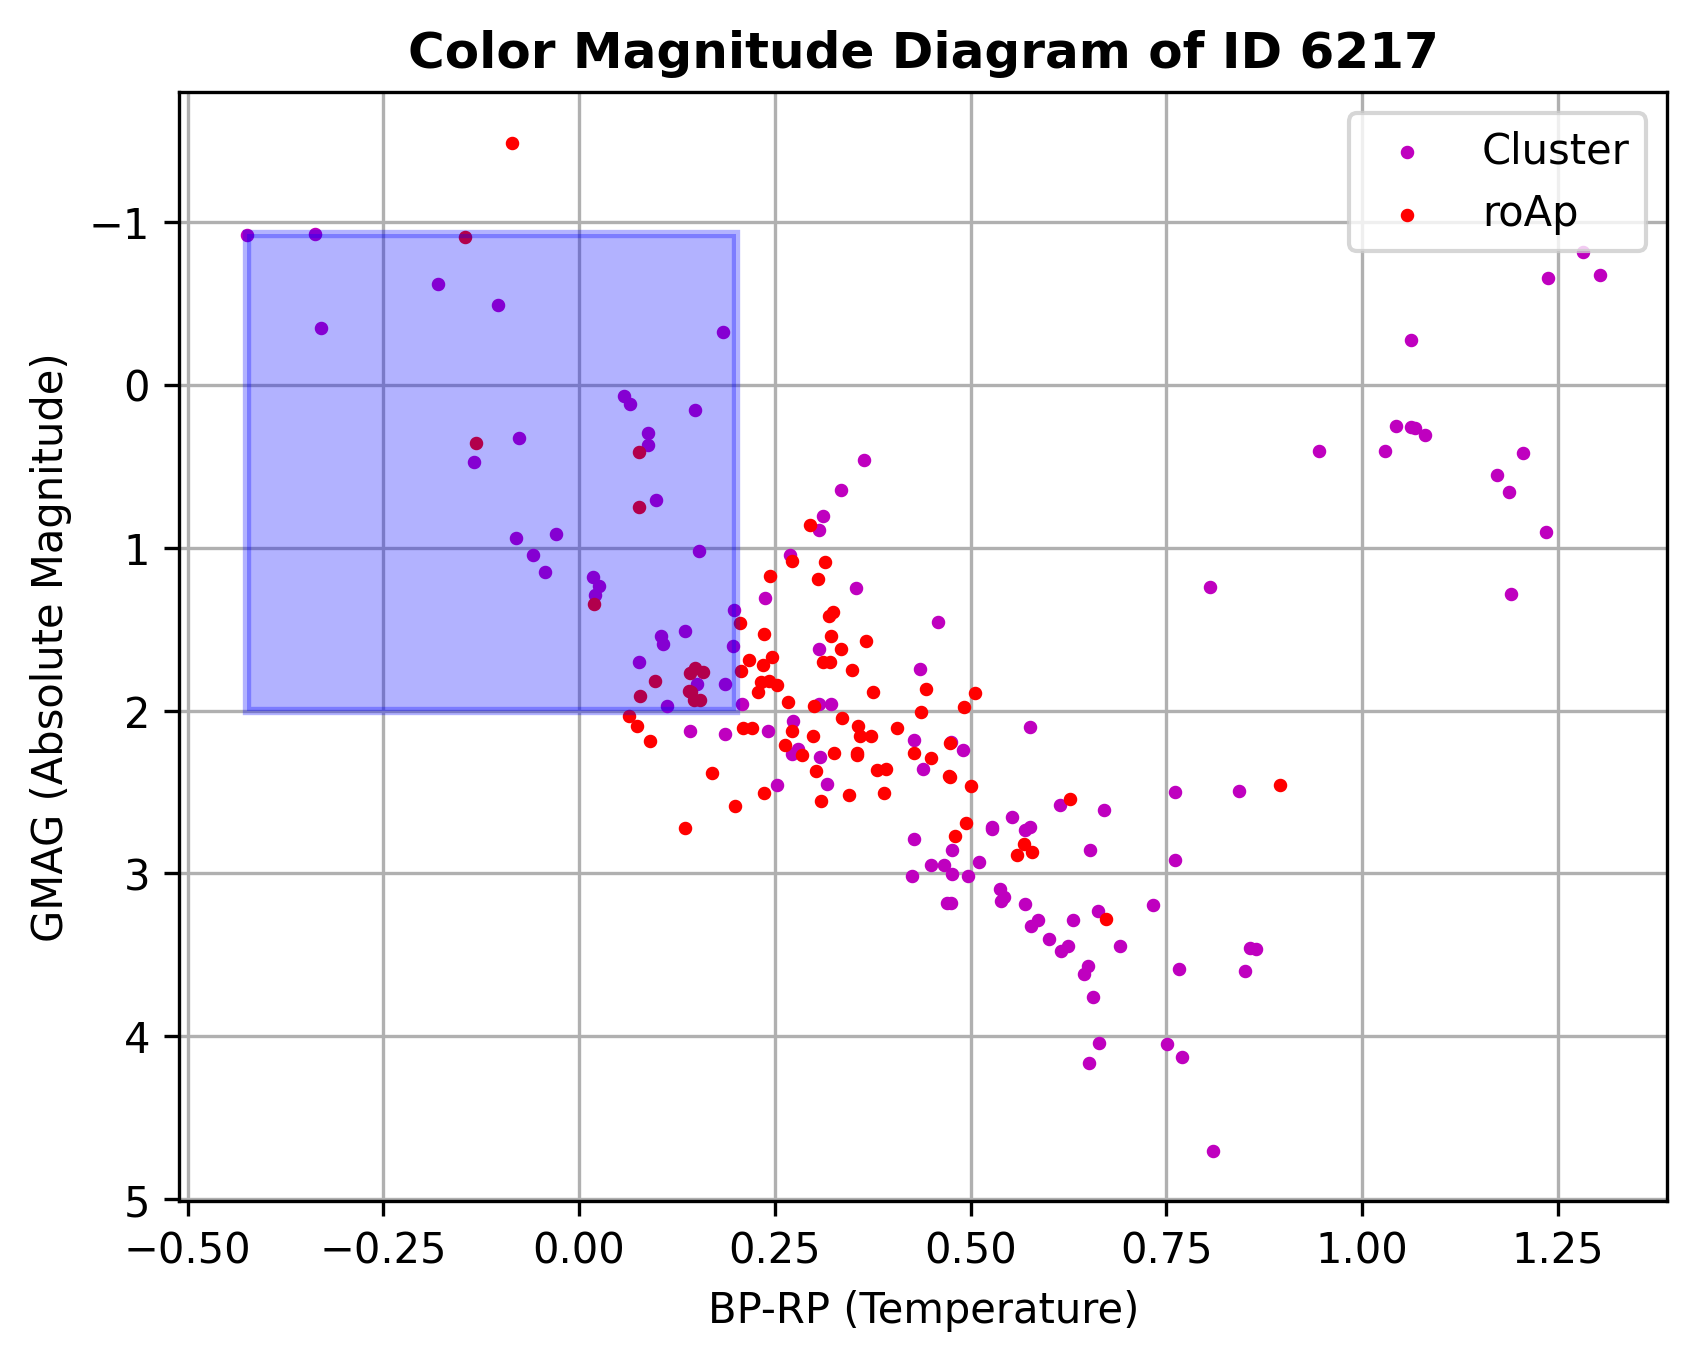 Color Magnitude Diagram of ID 6217
Cluster
roAp
GMAG (Absolute Magnitude)
−1
0
1
2
3
4
5
−0.50 −0.25 0.00 0.25 0.50 0.75 1.00 1.25
BP-RP (Temperature)